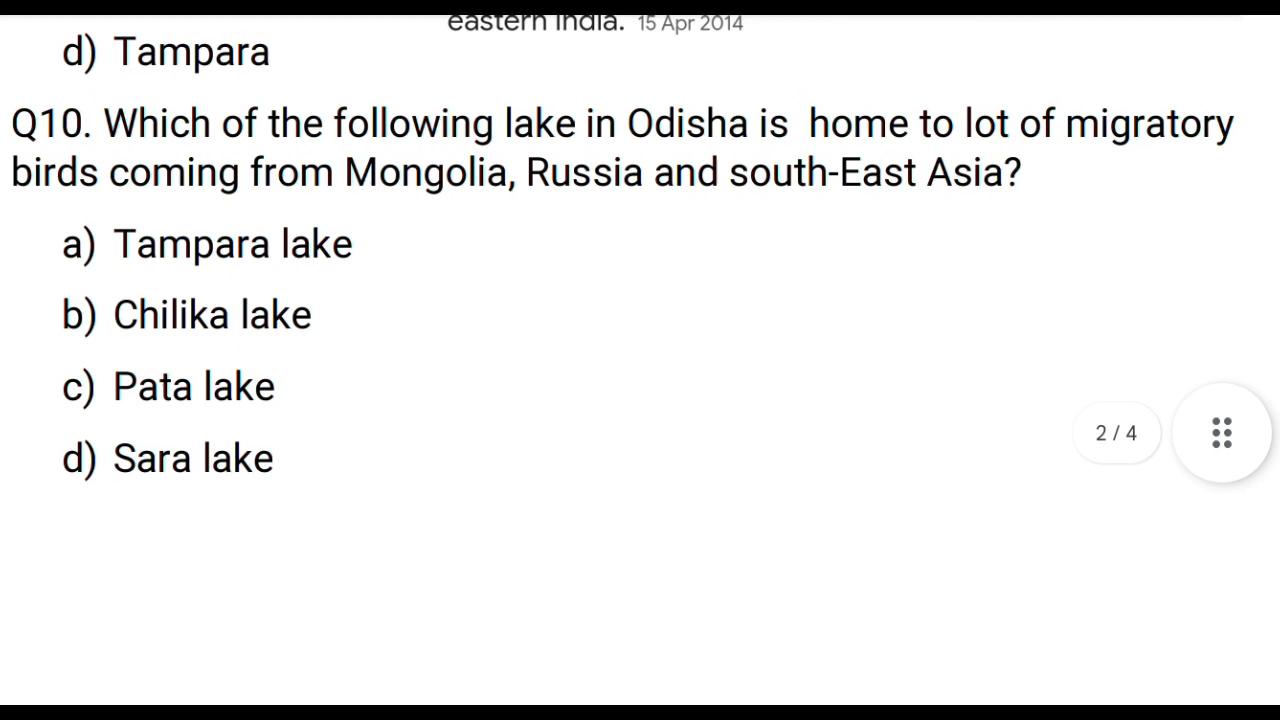 eastern India. 15 Apr 2014
d) Tampara
Q10. Which of the following lake in Odisha is home to lot of migratory
birds coming from Mongolia, Russia and south-East Asia?
a) Tampara lake
b) Chilika lake
c) Pata lake
d) Sara lake
2 / 4